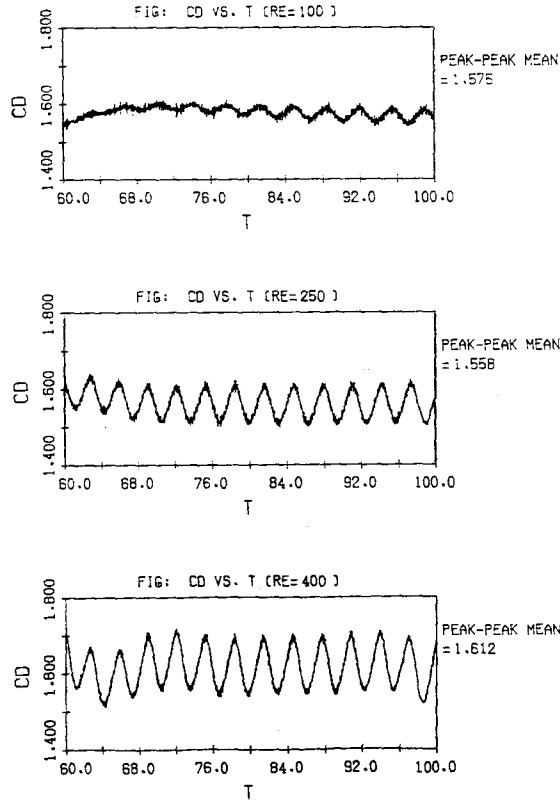 FIG: CD VS. T (RE=100)
1.800
1.600
1.400
CD
60.0 68.0 76.0 84.0 92.0 100.0
T
PEAK-PEAK MEAN
=1.575
FIG: CD VS. T (RE=250)
1.800
1.600
1.400
CD
60.0 68.0 76.0 84.0 92.0 100.0
T
PEAK-PEAK MEAN
=1.558
FIG: CD VS. T (RE=400)
1.800
1.600
1.400
CD
60.0 68.0 76.0 84.0 92.0 100.0
T
PEAK-PEAK MEAN
=1.612